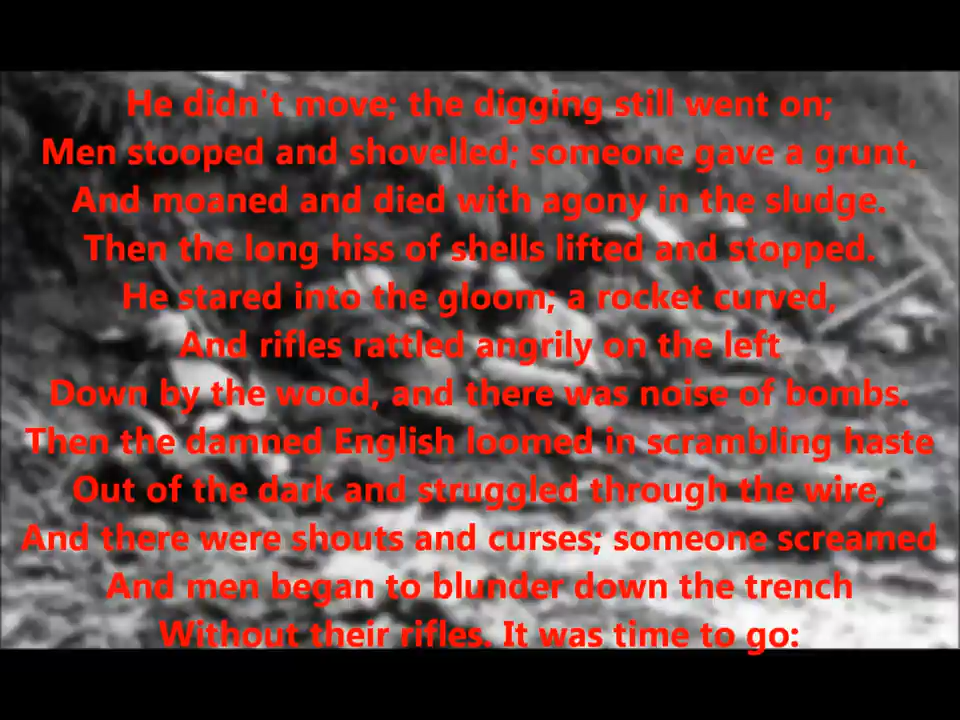 He didn't move; the digging still went on;
Men stooped and shovelled; someone gave a grunt,
And moaned and died with agony in the sludge.
Then the long hiss of shells lifted and stopped.
He stared into the gloom; a rocket curved,
And rifles rattled angrily on the left
Down by the wood, and there was noise of bombs.
Then the damned English loomed in scrambling haste
Out of the dark and struggled through the wire,
And there were shouts and curses; someone screamed
And men began to blunder down the trench
Without their rifles. It was time to go: